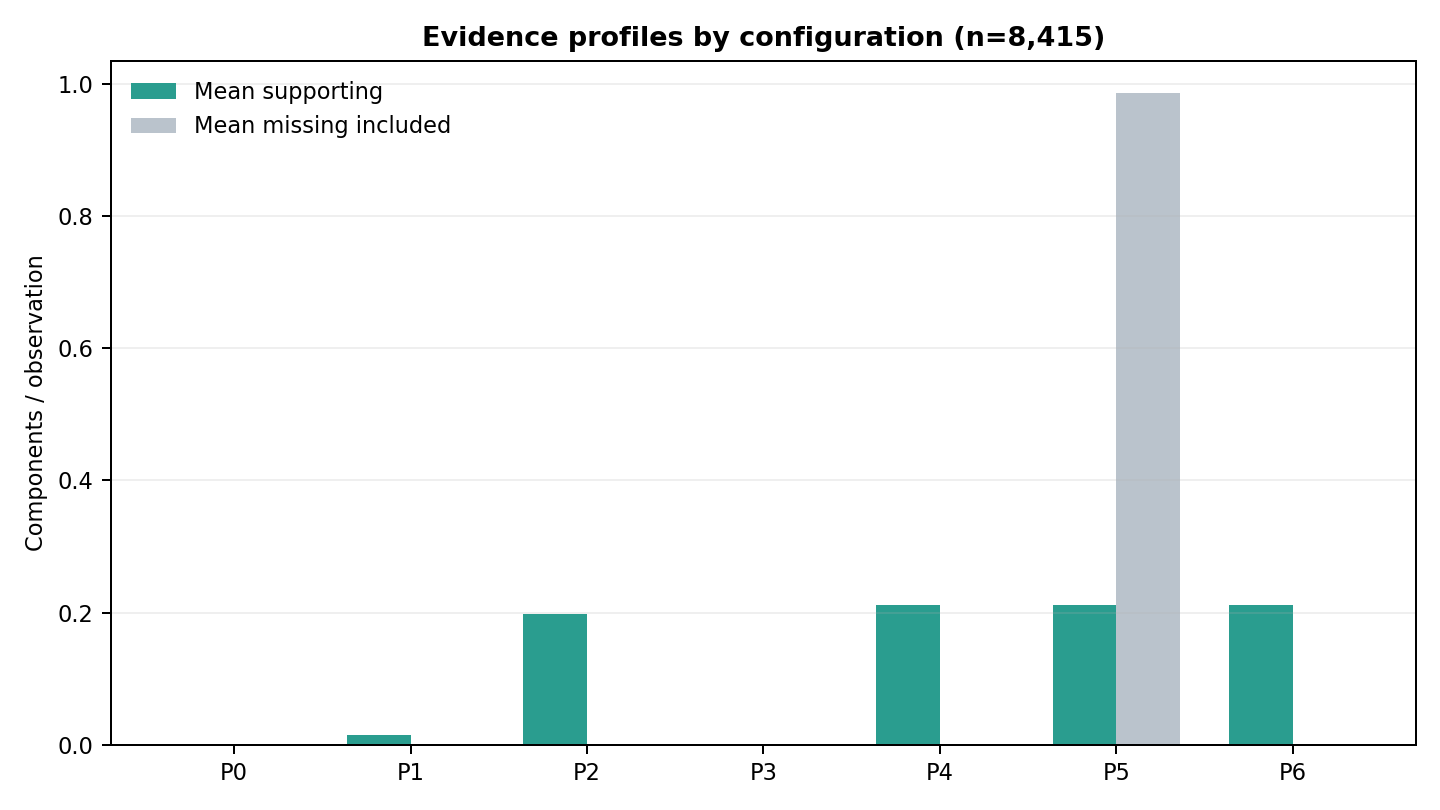 Evidence profiles by configuration (n=8,415)
Mean supporting
Mean missing included
Components / observation
1.0
0.8
0.6
0.4
0.2
0.0
P0 P1 P2 P3 P4 P5 P6